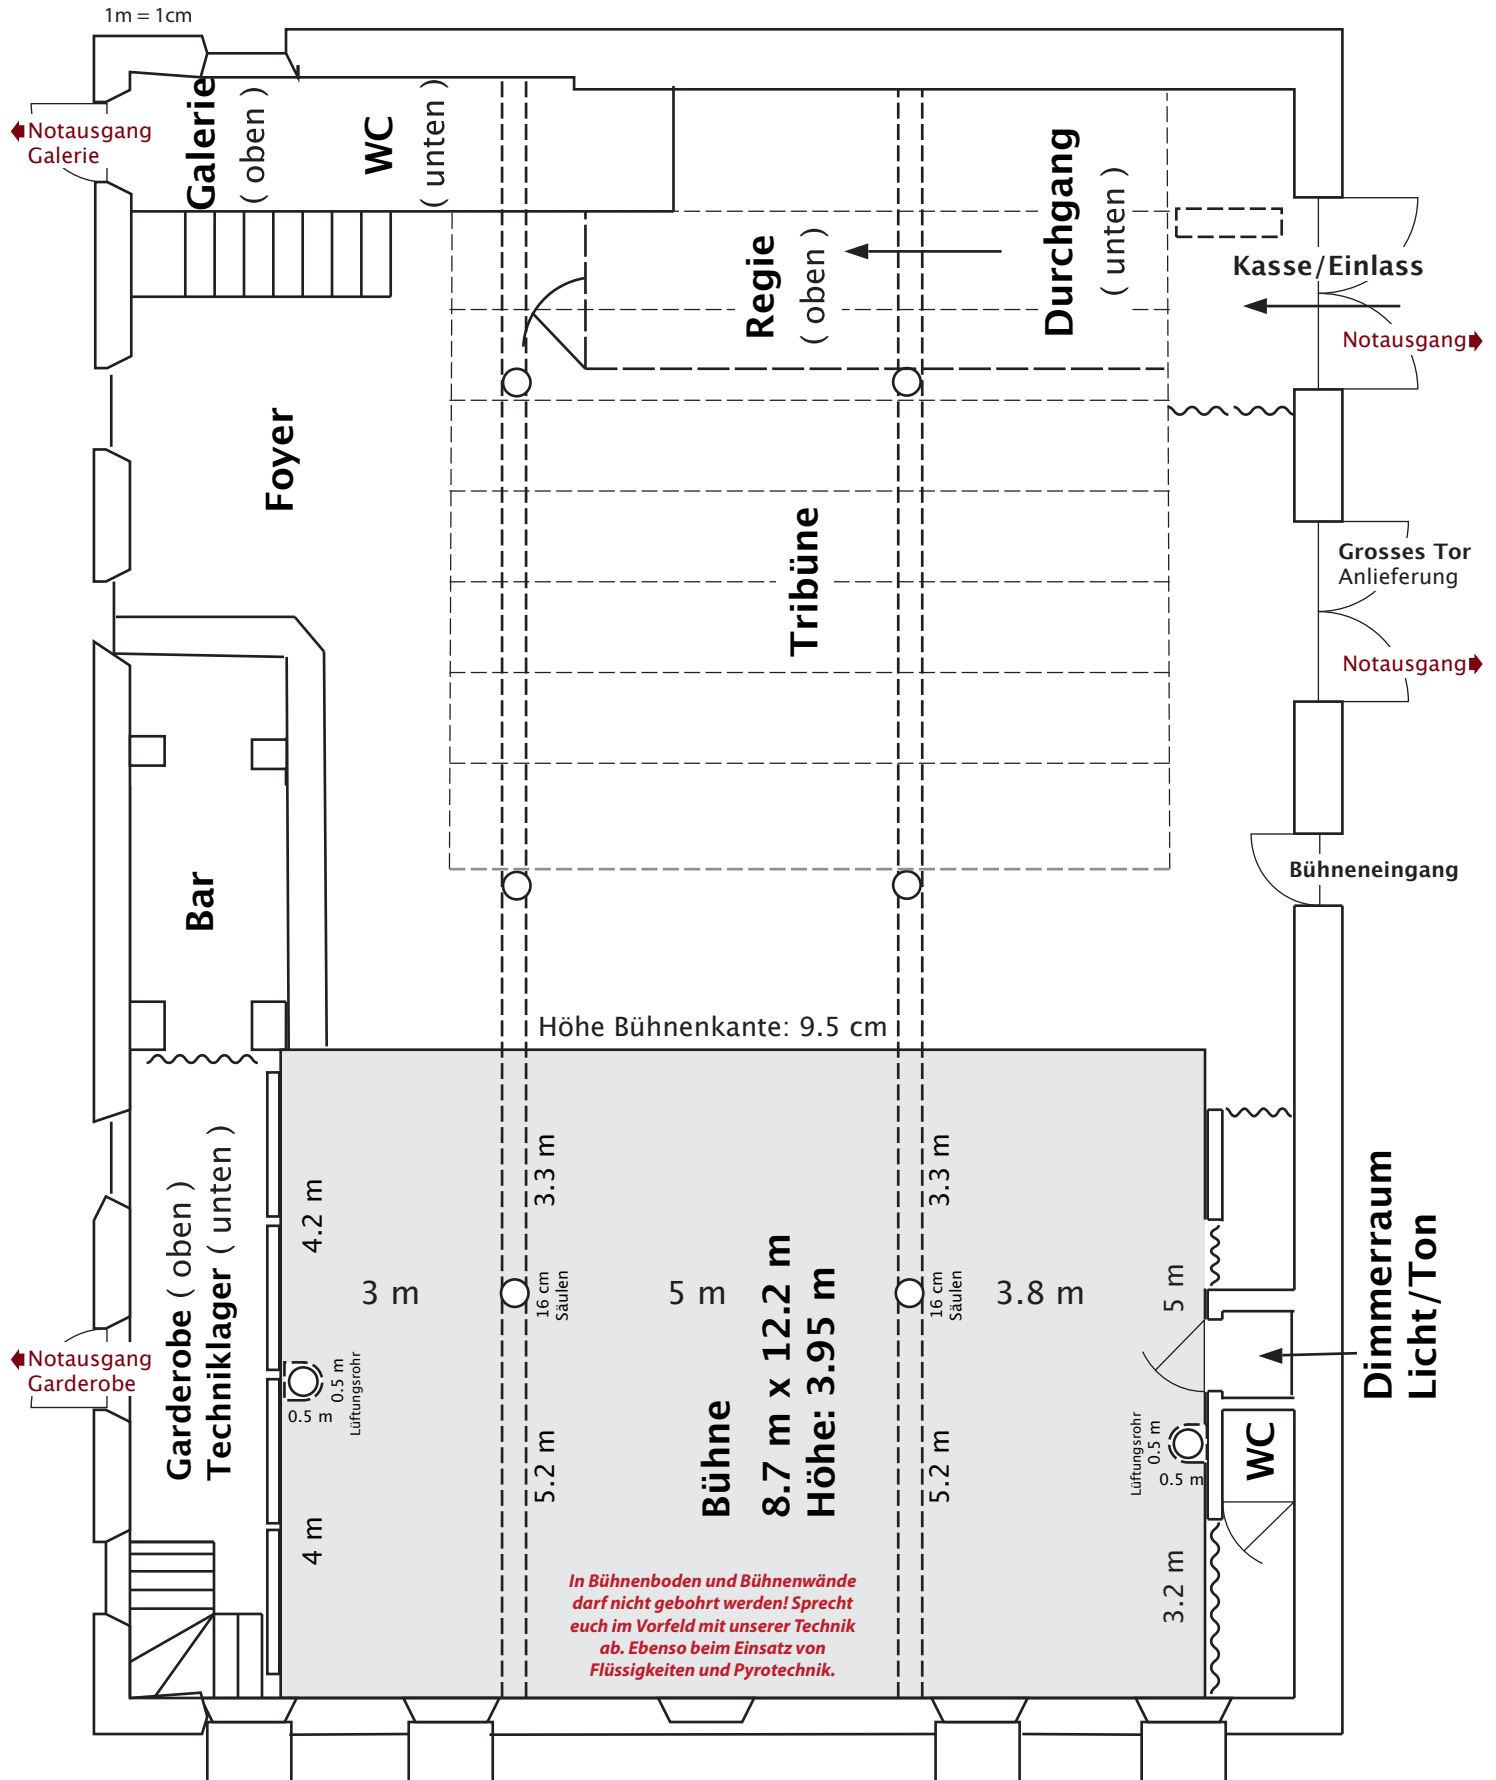 1m = 1cm
Notausgang
Galerie
Galerie
( oben )
WC
( unten )
Regie
( oben )
Durchgang
( unten )
Kasse/Einlass
Notausgang
Foyer
Tribüne
Grosses Tor
Anlieferung
Notausgang
Bühneneingang
Bar
Höhe Bühnenkante: 9.5 cm
Garderobe ( oben )
Techniklager ( unten )
4.2 m
3.3 m
3.3 m
3 m
16 cm
Säulen
5 m
16 cm
Säulen
3.8 m
5 m
Dimmerraum
Licht/Ton
Notausgang
Garderobe
0.5 m
0.5 m
Lüftungsrohr
Bühne
8.7 m x 12.2 m
Höhe: 3.95 m
5.2 m
5.2 m
Lüftungsrohr
0.5 m
0.5 m
WC
4 m
3.2 m
In Bühnenboden und Bühnenwände
darf nicht gebohrt werden! Sprecht
euch im Vorfeld mit unserer Technik
ab. Ebenso beim Einsatz von
Flüssigkeiten und Pyrotechnik.